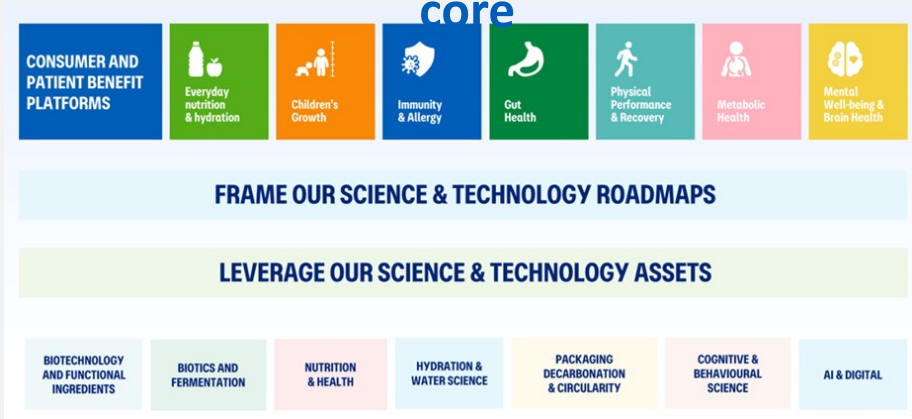 core
CONSUMER AND
PATIENT BENEFIT
PLATFORMS
Everyday
nutrition
& hydration
Children's
Growth
Immunity
& Allergy
Gut
Health
Physical
Performance
& Recovery
Metabolic
Health
Mental
Well-being &
Brain Health
FRAME OUR SCIENCE & TECHNOLOGY ROADMAPS
LEVERAGE OUR SCIENCE & TECHNOLOGY ASSETS
BIOTECHNOLOGY
AND FUNCTIONAL
INGREDIENTS
BIOTICS AND
FERMENTATION
NUTRITION
& HEALTH
HYDRATION &
WATER SCIENCE
PACKAGING
DECARBONATION
& CIRCULARITY
COGNITIVE &
BEHAVIOURAL
SCIENCE
AI & DIGITAL